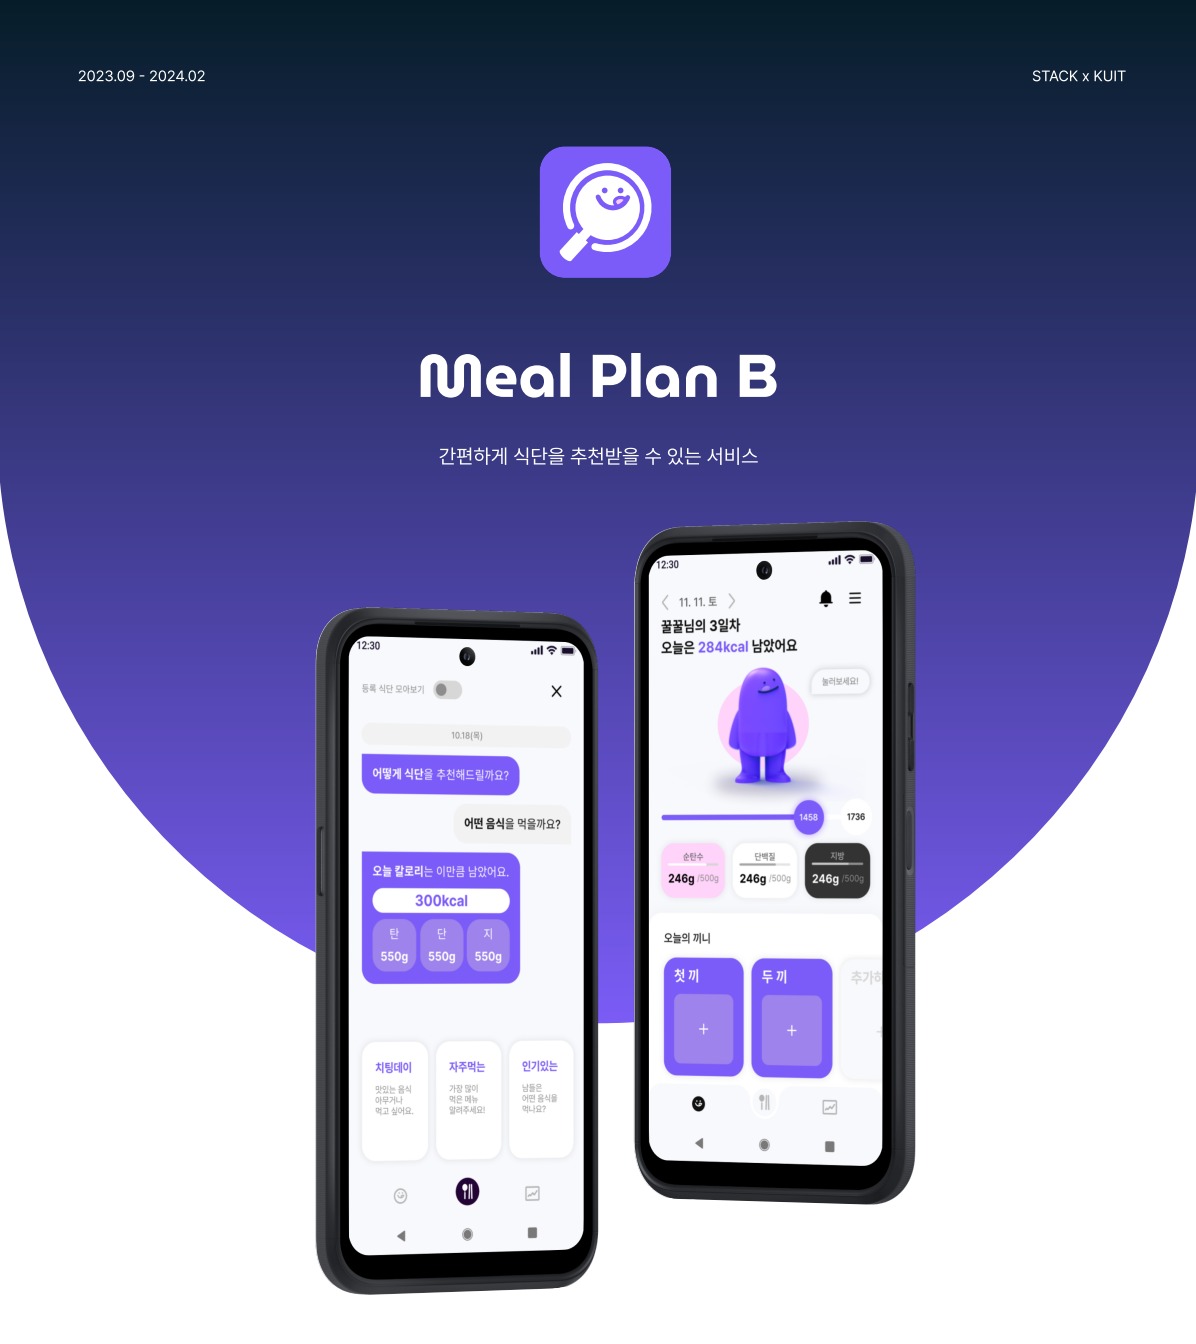 2023.09 - 2024.02
STACK x KUIT
Meal Plan B
간편하게 식단을 추천받을 수 있는 서비스
12:30
등록 식단 모아보기
10.18(목)
어떻게 식단을 추천해드릴까요?
어떤 음식을 먹을까요?
오늘 칼로리는 이만큼 남았어요.
300kcal
탄 단 지
550g 550g 550g
치팅데이
맛있는 음식
아무거나
먹고 싶어요.
자주먹는
가장 많이
먹은 메뉴
알려주세요!
인기있는
남들은
어떤 음식을
먹나요?
12:30
11. 11. 토
꿀꿀님의 3일차
오늘은 284kcal 남았어요
눌러보세요!
1458
1736
순탄수
246g /500g
단백질
246g /500g
지방
246g /500g
오늘의 끼니
첫 끼
+
두 끼
+